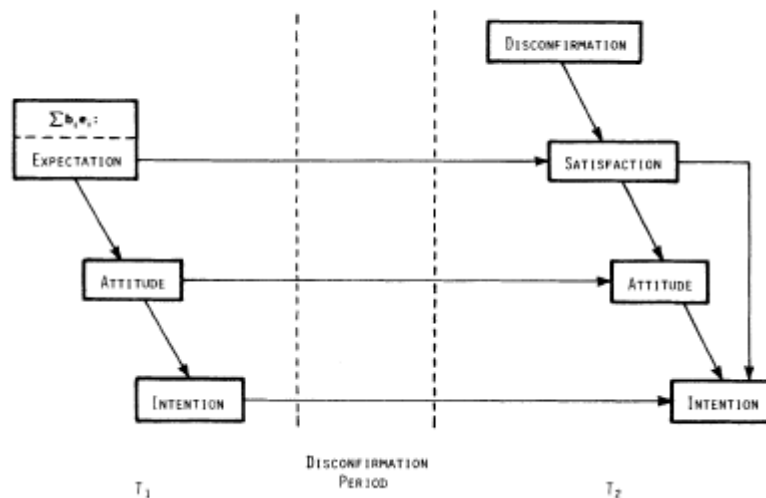 DISCONFIRMATION
∑bᵢeᵢ:
EXPECTATION
SATISFACTION
ATTITUDE
ATTITUDE
INTENTION
INTENTION
DISCONFIRMATION
PERIOD
T₁
T₂